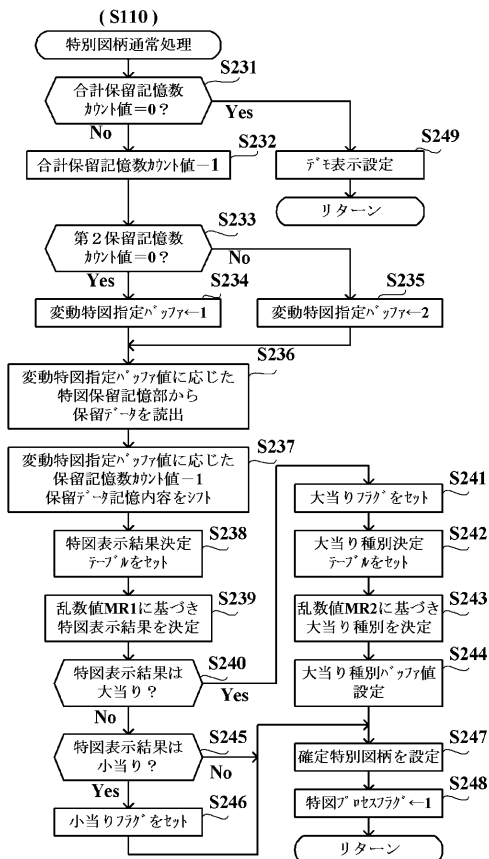 (S110)
特別図柄通常処理
S231
合計保留記憶数
カウント値=0?
Yes
No
S232
合計保留記憶数カウント値-1
S249
デモ表示設定
リターン
S233
第2保留記憶数
カウント値=0?
No
Yes
S234
変動特図指定バッファ←1
S235
変動特図指定バッファ←2
S236
変動特図指定バッファ値に応じた
特図保留記憶部から
保留データを読出
S237
変動特図指定バッファ値に応じた
保留記憶数カウント値-1
保留データ記憶内容をシフト
S238
特図表示結果決定
テーブルをセット
S239
乱数値MR1に基づき
特図表示結果を決定
S240
特図表示結果は
大当り?
Yes
No
S245
特図表示結果は
小当り?
No
Yes
S246
小当りフラグをセット
S241
大当りフラグをセット
S242
大当り種別決定
テーブルをセット
S243
乱数値MR2に基づき
大当り種別を決定
S244
大当り種別バッファ値
設定
S247
確定特別図柄を設定
S248
特図プロセスフラグ←1
リターン